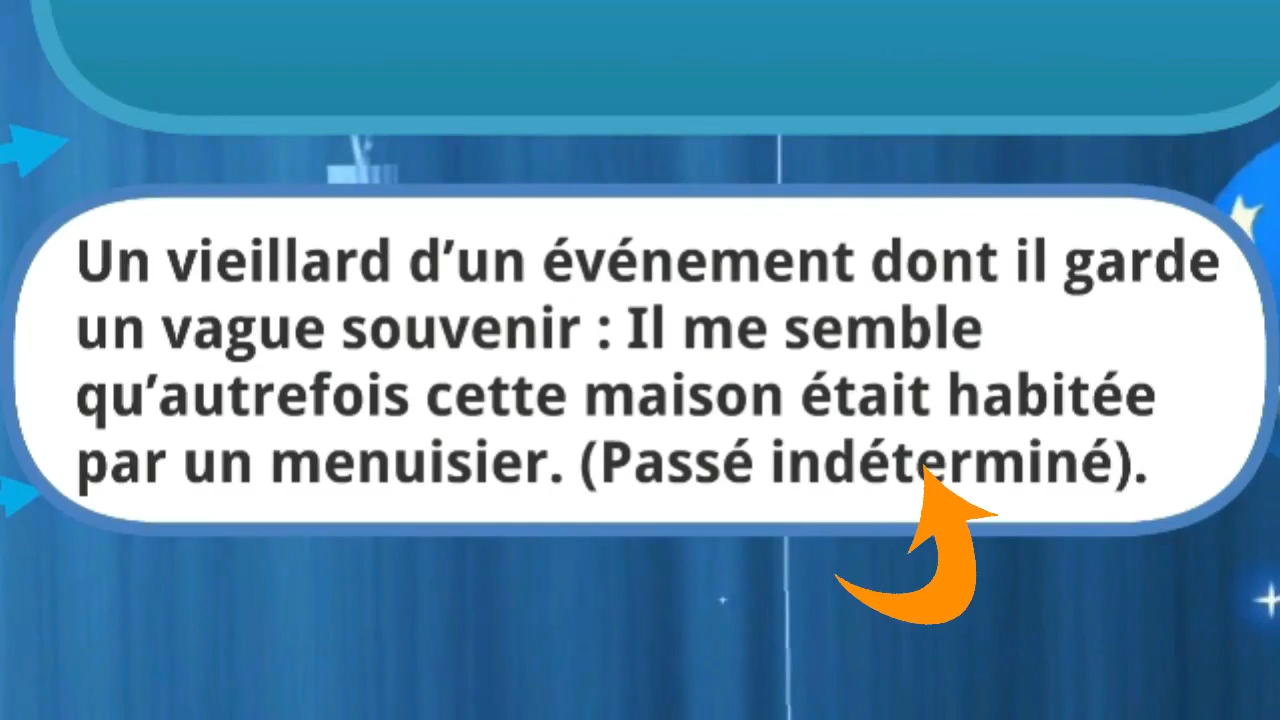 Un vieillard d’un événement dont il garde
un vague souvenir : Il me semble
qu’autrefois cette maison était habitée
par un menuisier. (Passé indéterminé).